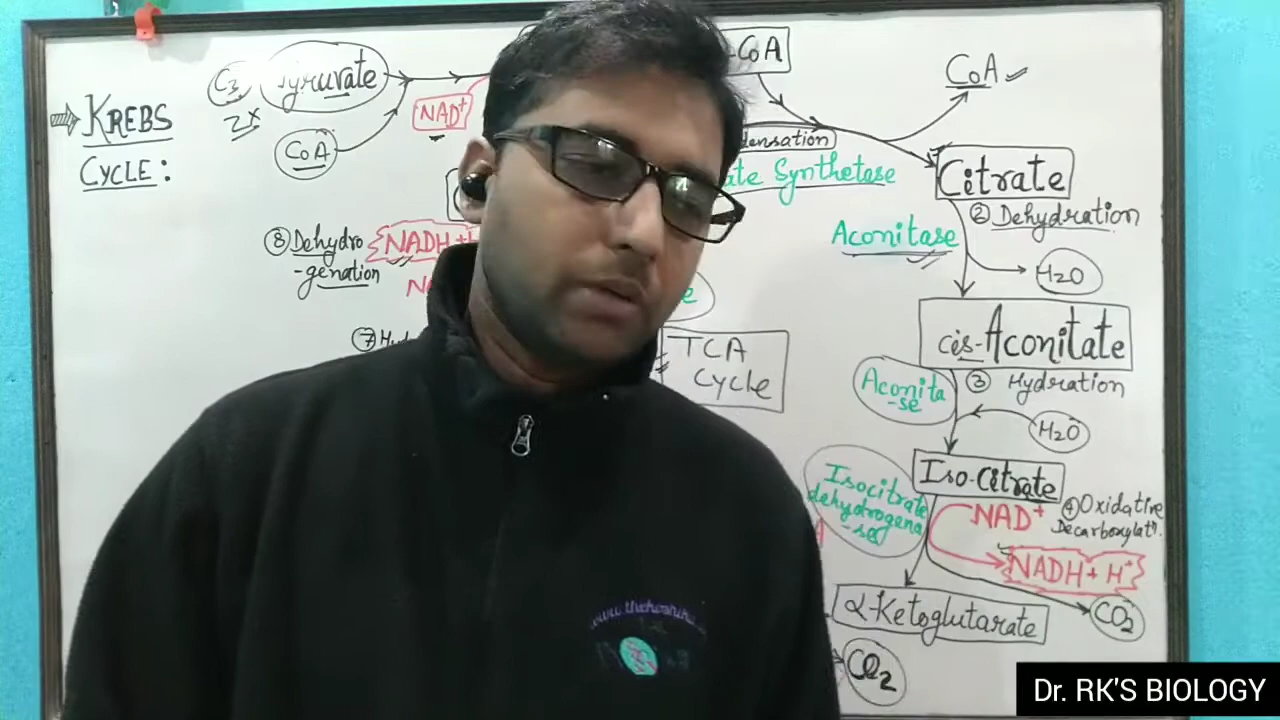 KREBS
CYCLE:
C3
2x
Pyruvate
CoA
NAD+
CoA
CoA
Citrate
② Dehydration
Aconitase
H2O
cis-Aconitate
Aconita
-se
③ Hydration
H2O
Iso-Citrate
Isocitrate
dehydrogena
-se
NAD+
④ Oxidative
Decarboxylatn.
NADH+ H+
CO2
α-Ketoglutarate
CO2
⑧ Dehydro
-genation
NADH+
⑦
TCA
Cycle
Synthetase
Dr. RK'S BIOLOGY